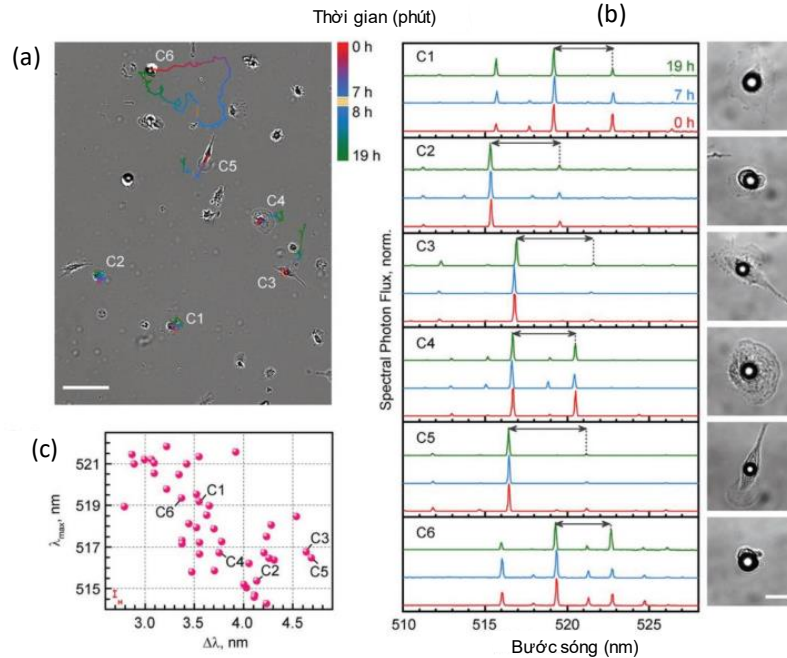 Thời gian (phút)
(a)
C6
C5
C4
C3
C2
C1
0 h
7 h
8 h
19 h
(b)
C1
19 h
7 h
0 h
C2
C3
C4
C5
C6
Spectral Photon Flux, norm.
510 515 520 525 528
Bước sóng (nm)
(c)
λmax, nm
521
519
517
515
C1
C6
C4
C2
C3
C5
3.0 3.5 4.0 4.5
Δλ, nm